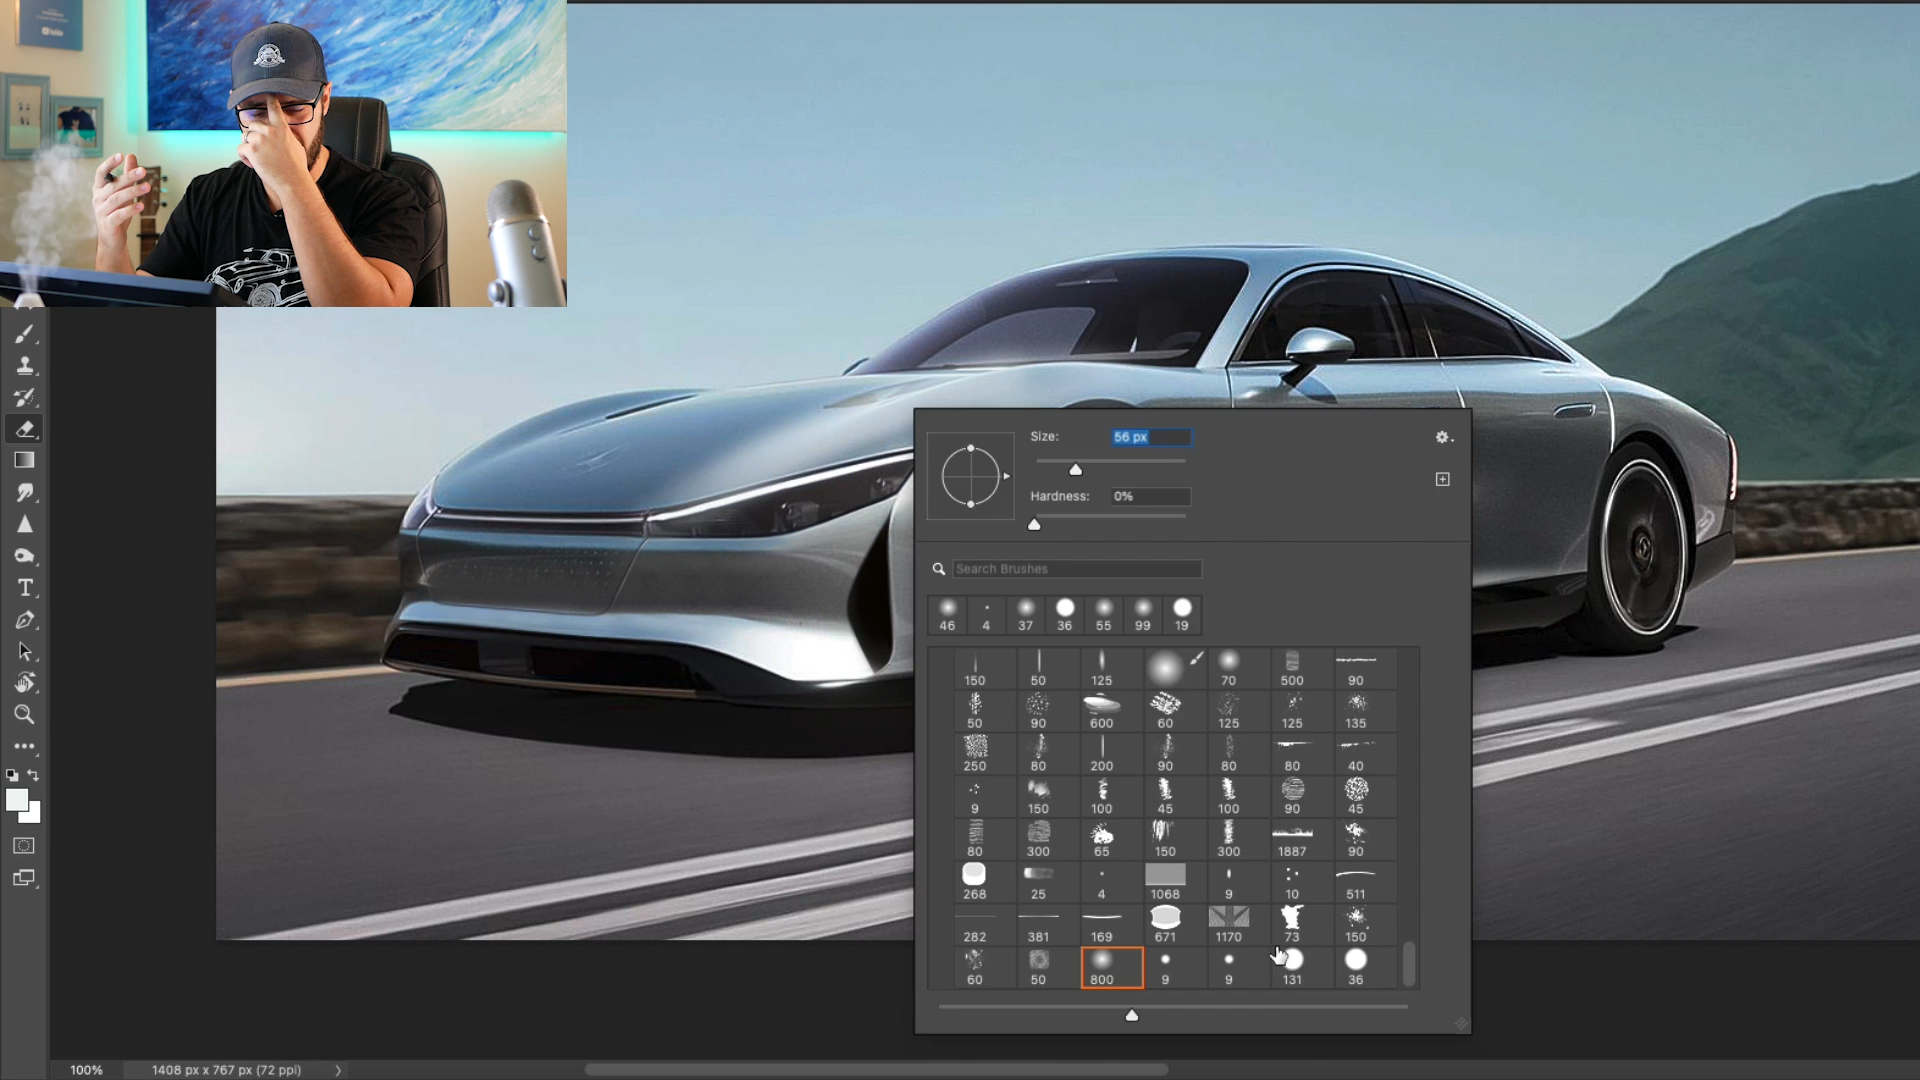 YouTube
Size: 56 px
Hardness: 0%
Search Brushes
46 4 37 36 55 99 19
150 50 125 70 500 90
50 90 600 60 125 125 135
250 80 200 90 80 80 40
9 150 100 45 100 90 45
80 300 65 150 300 1887 90
268 25 4 1068 9 10 511
282 381 169 671 1170 73 150
60 50 800 9 9 131 36
T
100% 1408 px x 767 px (72 ppi)